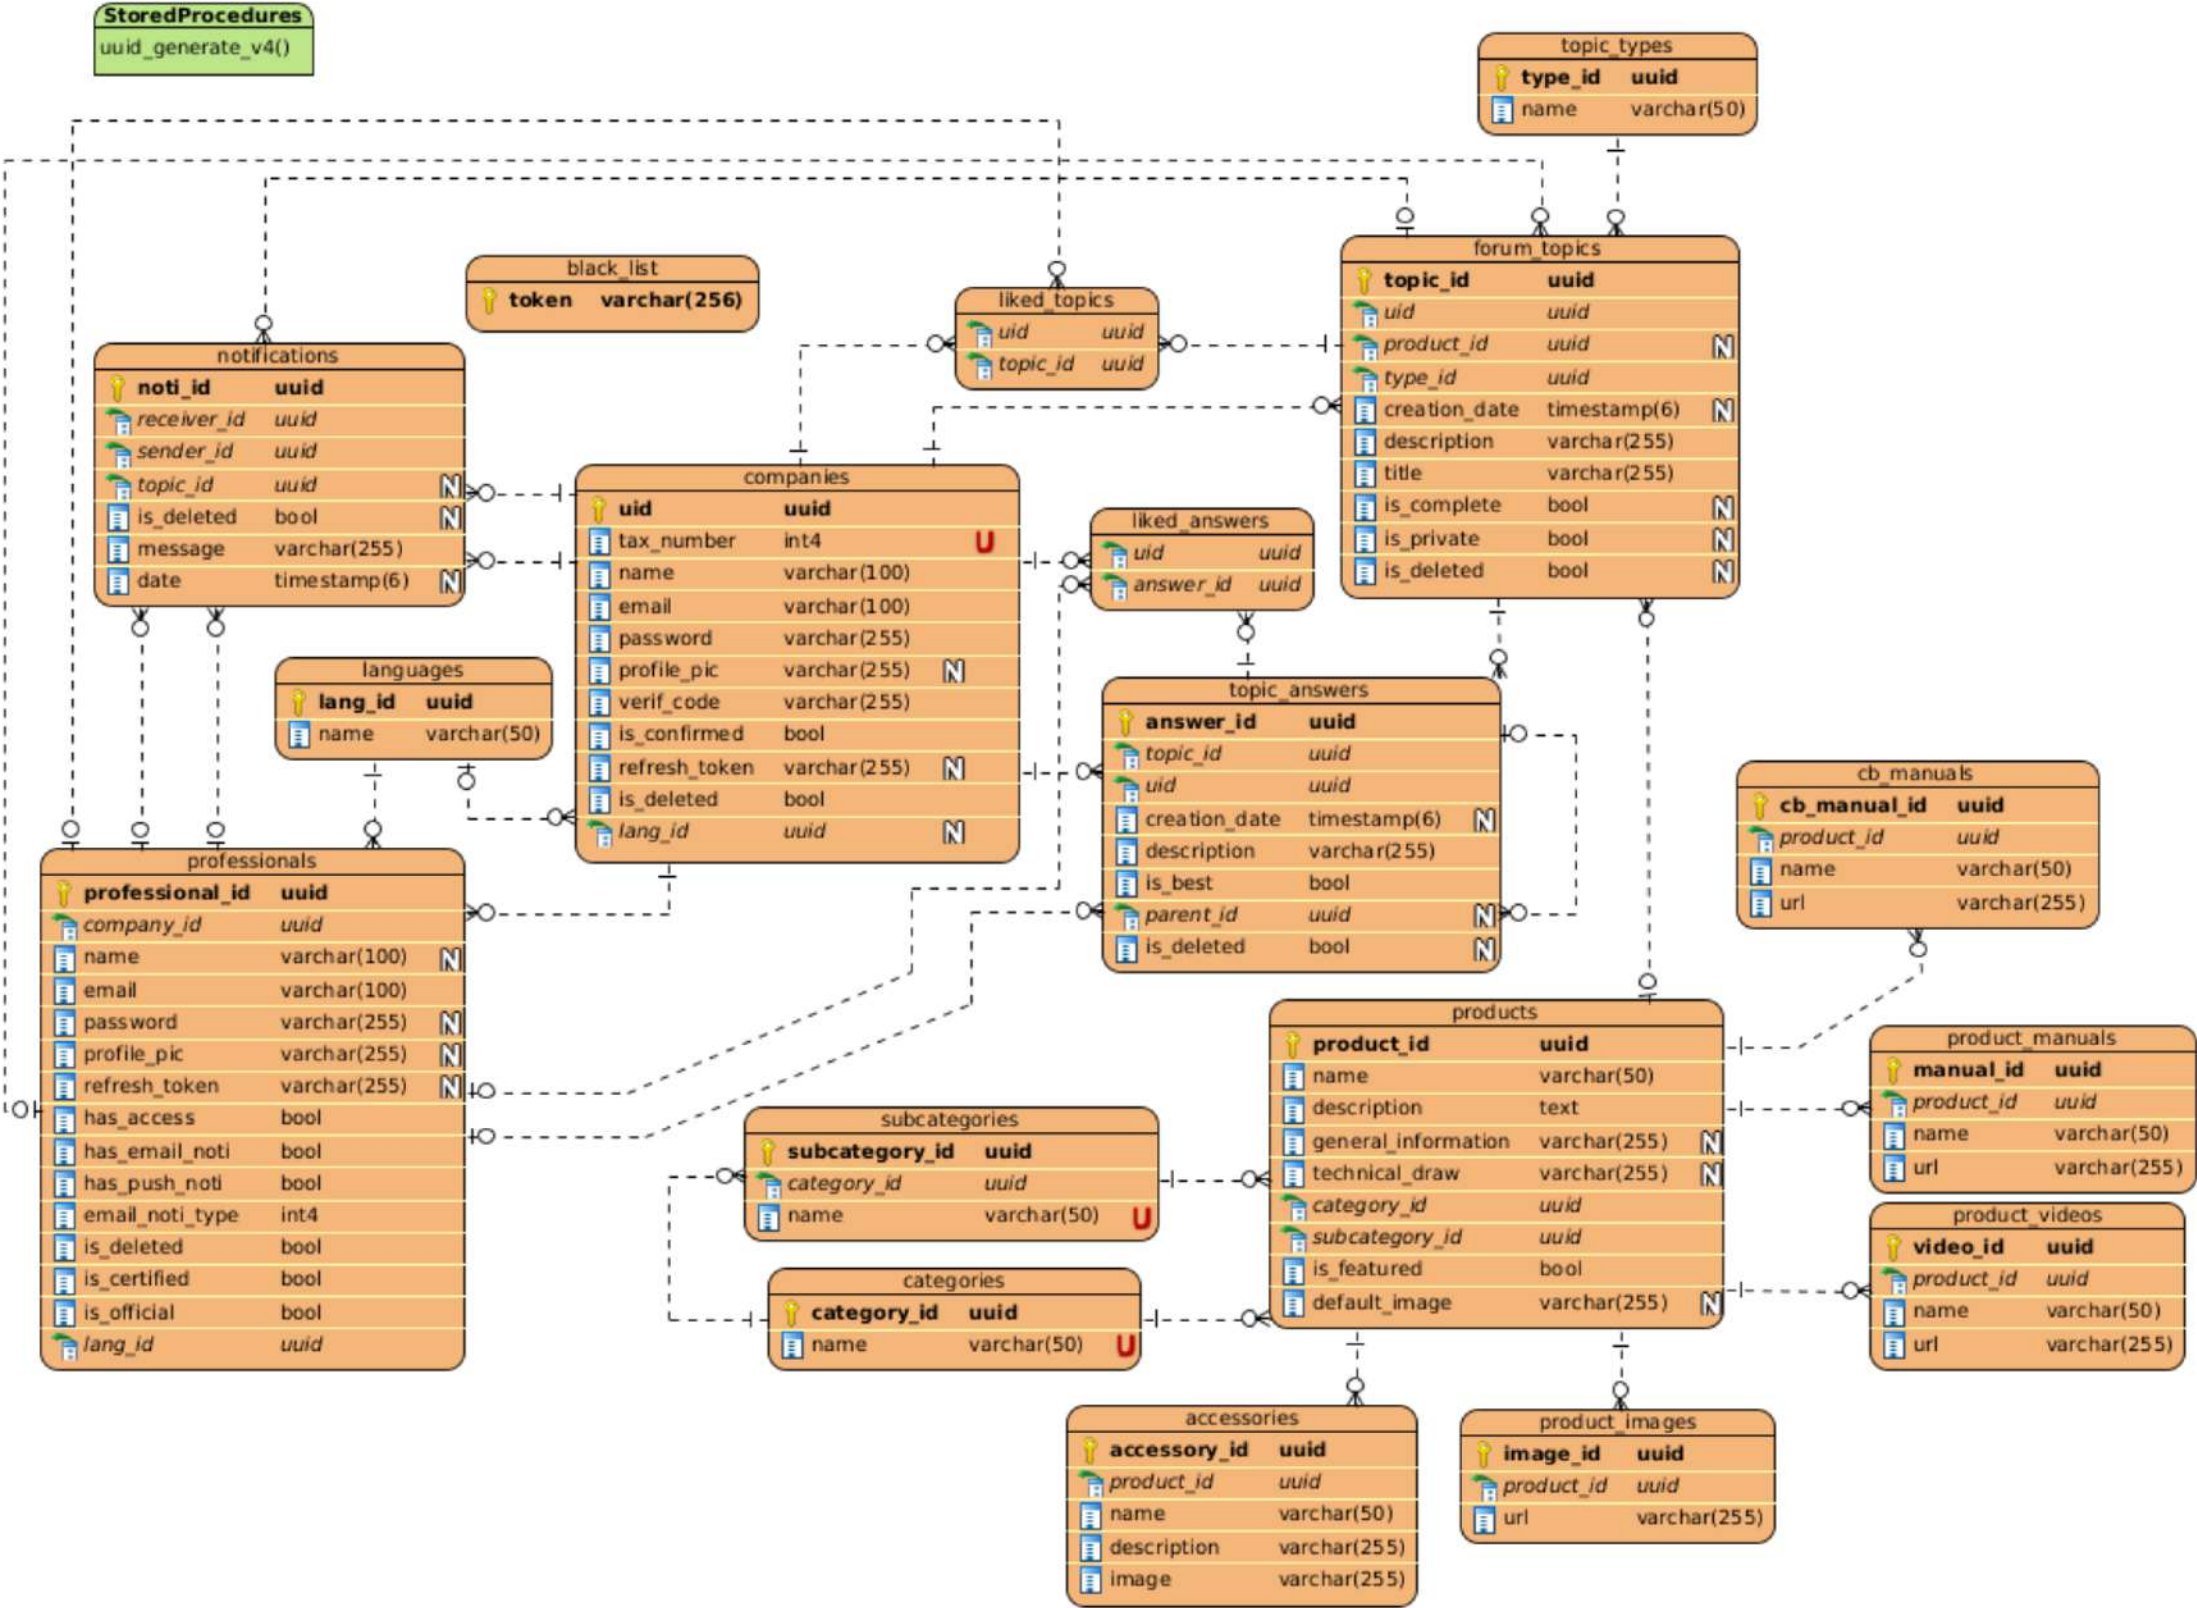 StoredProcedures
uuid_generate_v4()
topic_types
type_id uuid
name varchar(50)
forum_topics
topic_id uuid
uid uuid
product_id uuid N
type_id uuid
creation_date timestamp(6) N
description varchar(255)
title varchar(255)
is_complete bool N
is_private bool N
is_deleted bool N
black_list
token varchar(256)
liked_topics
uid uuid
topic_id uuid
notifications
noti_id uuid
receiver_id uuid
sender_id uuid
topic_id uuid N
is_deleted bool N
message varchar(255)
date timestamp(6) N
companies
uid uuid
tax_number int4 U
name varchar(100)
email varchar(100)
password varchar(255)
profile_pic varchar(255) N
verif_code varchar(255)
is_confirmed bool
refresh_token varchar(255) N
is_deleted bool
lang_id uuid N
liked_answers
uid uuid
answer_id uuid
languages
lang_id uuid
name varchar(50)
topic_answers
answer_id uuid
topic_id uuid
uid uuid
creation_date timestamp(6) N
description varchar(255)
is_best bool
parent_id uuid N
is_deleted bool N
cb_manuals
cb_manual_id uuid
product_id uuid
name varchar(50)
url varchar(255)
professionals
professional_id uuid
company_id uuid
name varchar(100) N
email varchar(100)
password varchar(255) N
profile_pic varchar(255) N
refresh_token varchar(255) N
has_access bool
has_email_noti bool
has_push_noti bool
email_noti_type int4
is_deleted bool
is_certified bool
is_official bool
lang_id uuid
products
product_id uuid
name varchar(50)
description text
general_information varchar(255) N
technical_draw varchar(255) N
category_id uuid
subcategory_id uuid
is_featured bool
default_image varchar(255) N
product_manuals
manual_id uuid
product_id uuid
name varchar(50)
url varchar(255)
subcategories
subcategory_id uuid
category_id uuid
name varchar(50) U
product_videos
video_id uuid
product_id uuid
name varchar(50)
url varchar(255)
categories
category_id uuid
name varchar(50) U
accessories
accessory_id uuid
product_id uuid
name varchar(50)
description varchar(255)
image varchar(255)
product_images
image_id uuid
product_id uuid
url varchar(255)